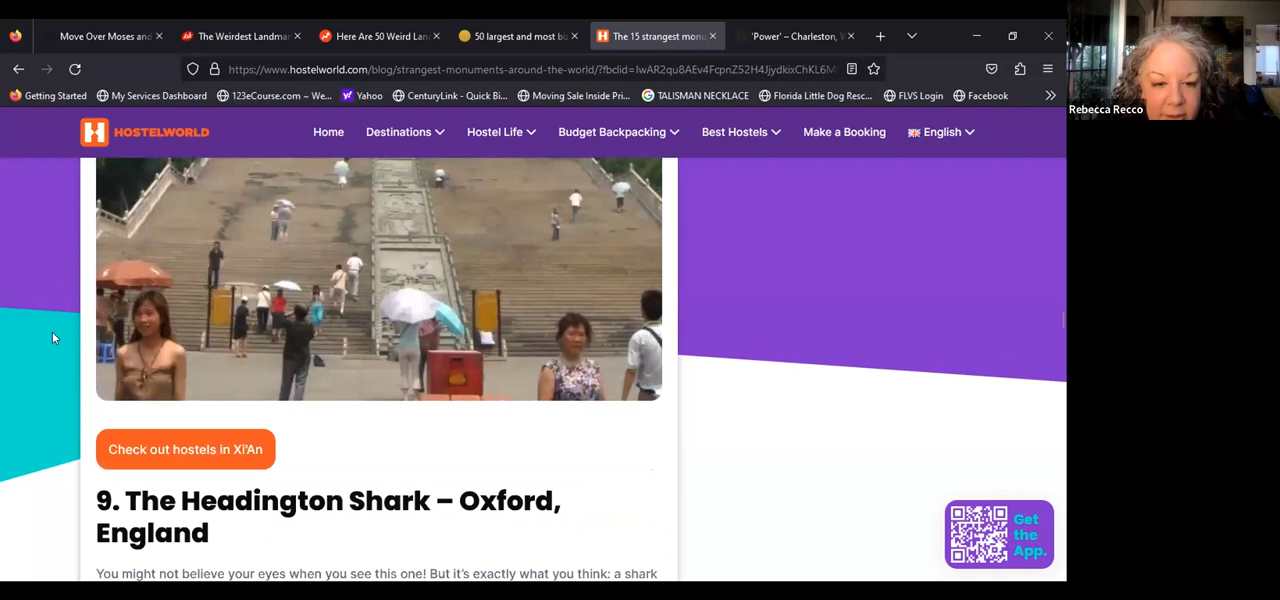 Move Over Moses and
The Weirdest Landmar
Here Are 50 Weird Lan
50 largest and most bi
The 15 strangest monu
'Power' – Charleston, W
https://www.hostelworld.com/blog/strangest-monuments-around-the-world/?fbclid=IwAR2qu8AEv4FcpnZ52H4JjydkixChKL6M
Getting Started
My Services Dashboard
123eCourse.com ~ We...
Yahoo
CenturyLink - Quick Bi...
Moving Sale Inside Pri...
TALISMAN NECKLACE
Florida Little Dog Resc...
FLVS Login
Facebook
Rebecca Recco
HOSTELWORLD
Home
Destinations
Hostel Life
Budget Backpacking
Best Hostels
Make a Booking
English
Check out hostels in Xi'An
9. The Headington Shark – Oxford,
England
You might not believe your eyes when you see this one! But it's exactly what you think: a shark
Get
the
App.